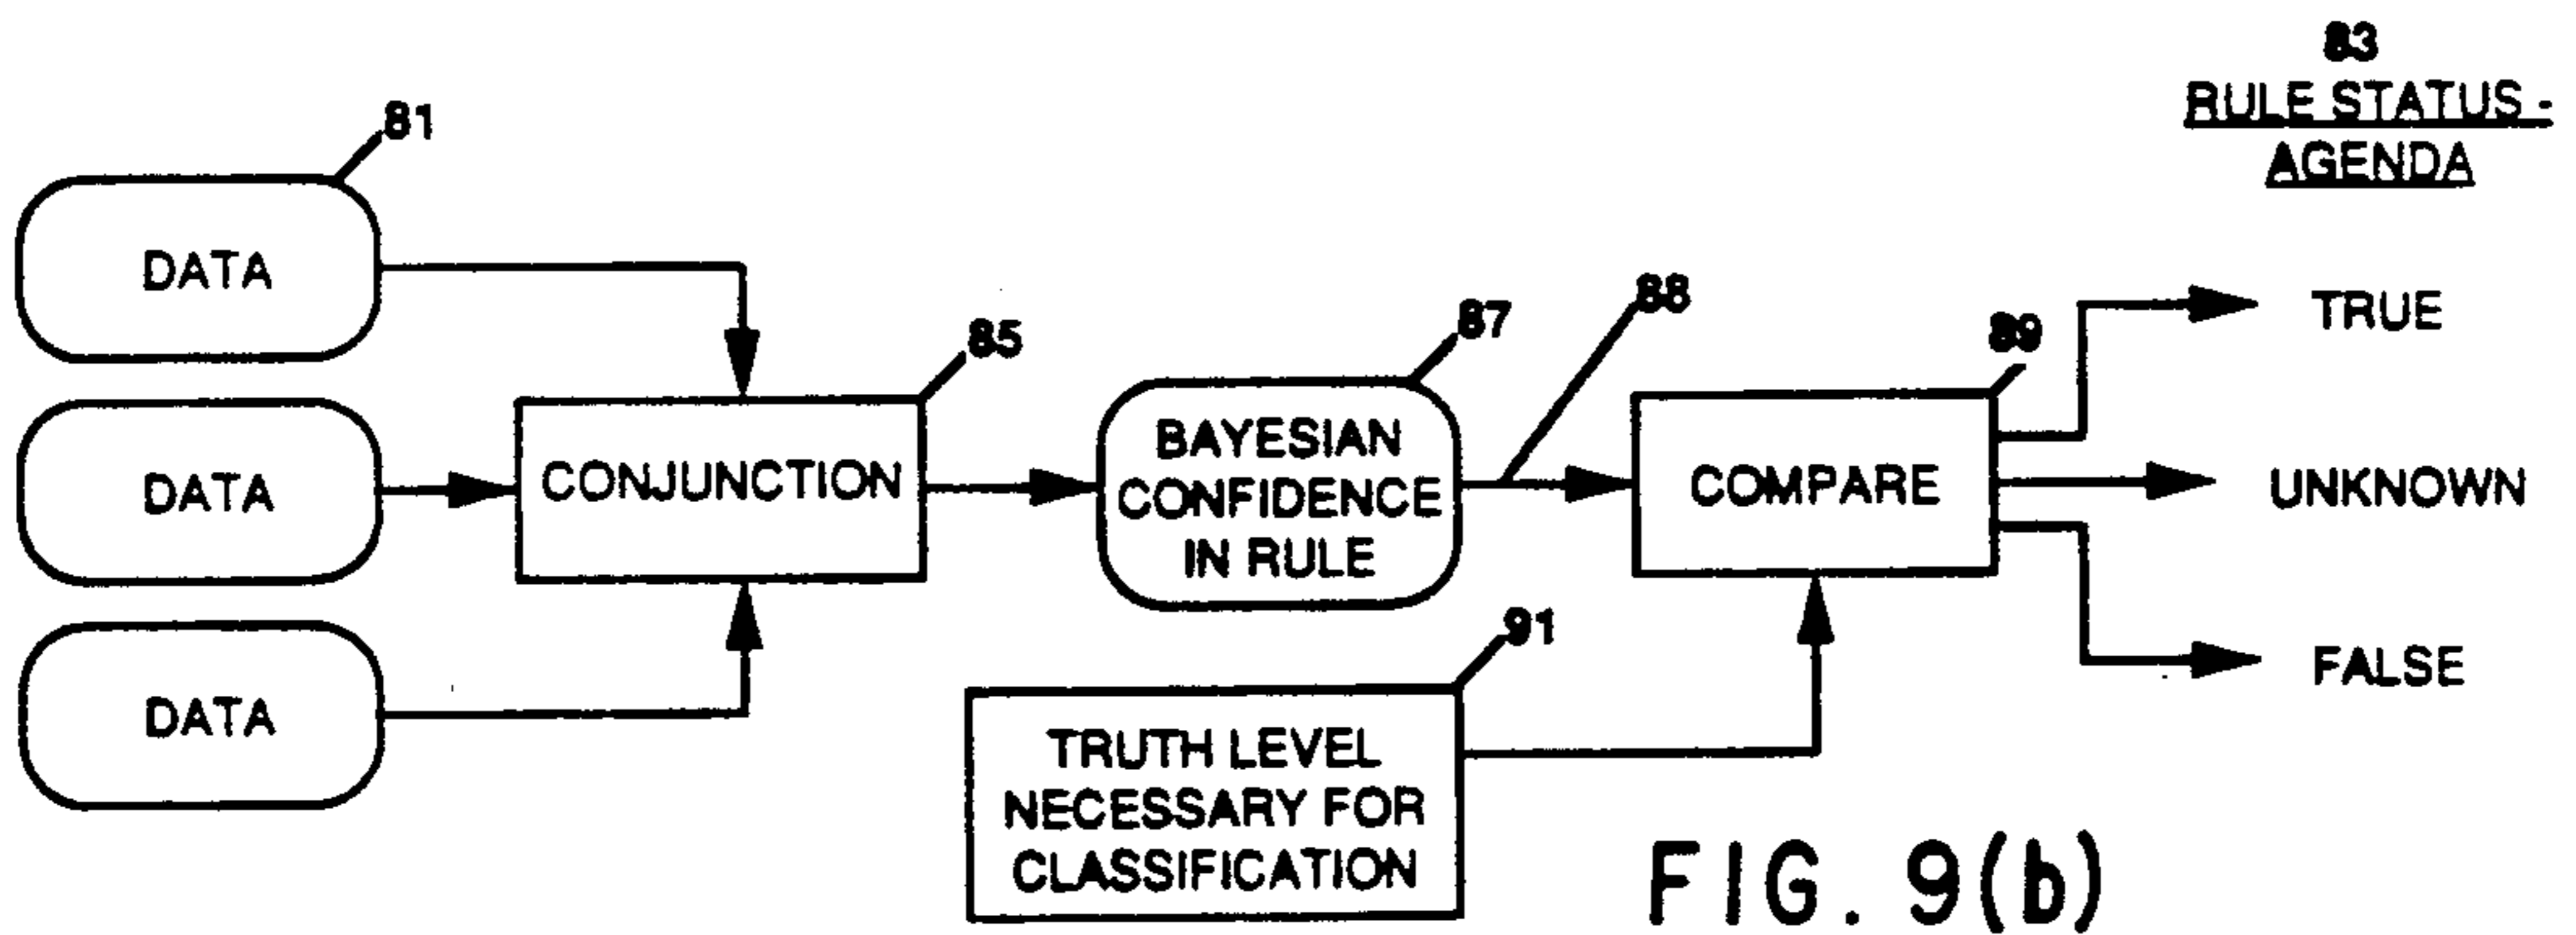 83
RULE STATUS -
AGENDA
81
DATA
DATA
DATA
85
CONJUNCTION
87
BAYESIAN
CONFIDENCE
IN RULE
88
89
COMPARE
91
TRUTH LEVEL
NECESSARY FOR
CLASSIFICATION
TRUE
UNKNOWN
FALSE
FIG. 9(b)